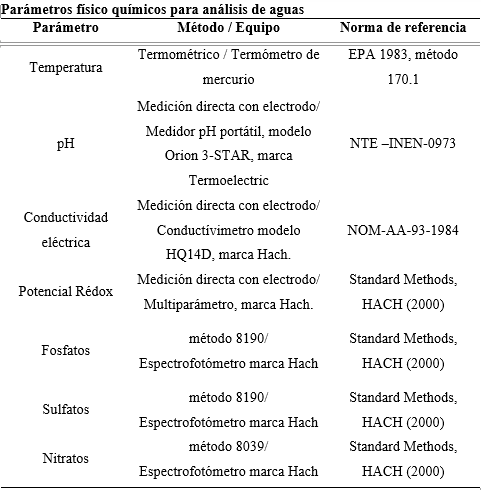 Parámetros físico químicos para análisis de aguas
Parámetro Método / Equipo Norma de referencia
Temperatura
Termométrico / Termómetro de
mercurio
EPA 1983, método
170.1
pH
Medición directa con electrodo/
Medidor pH portátil, modelo
Orion 3-STAR, marca
Termoelectric
NTE –INEN-0973
Conductividad
eléctrica
Medición directa con electrodo/
Conductívimetro modelo
HQ14D, marca Hach.
NOM-AA-93-1984
Potencial Rédox
Medición directa con electrodo/
Multiparámetro, marca Hach.
Standard Methods,
HACH (2000)
Fosfatos
método 8190/
Espectrofotómetro marca Hach
Standard Methods,
HACH (2000)
Sulfatos
método 8190/
Espectrofotómetro marca Hach
Standard Methods,
HACH (2000)
Nitratos
método 8039/
Espectrofotómetro marca Hach
Standard Methods,
HACH (2000)